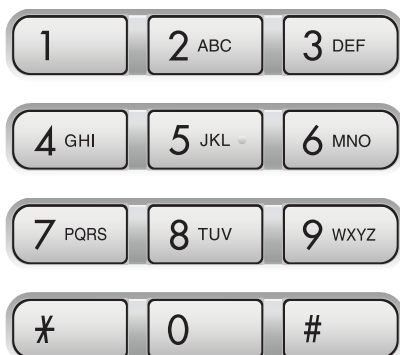 1 2 ABC 3 DEF
4 GHI 5 JKL 6 MNO
7 PQRS 8 TUV 9 WXYZ
* 0 #